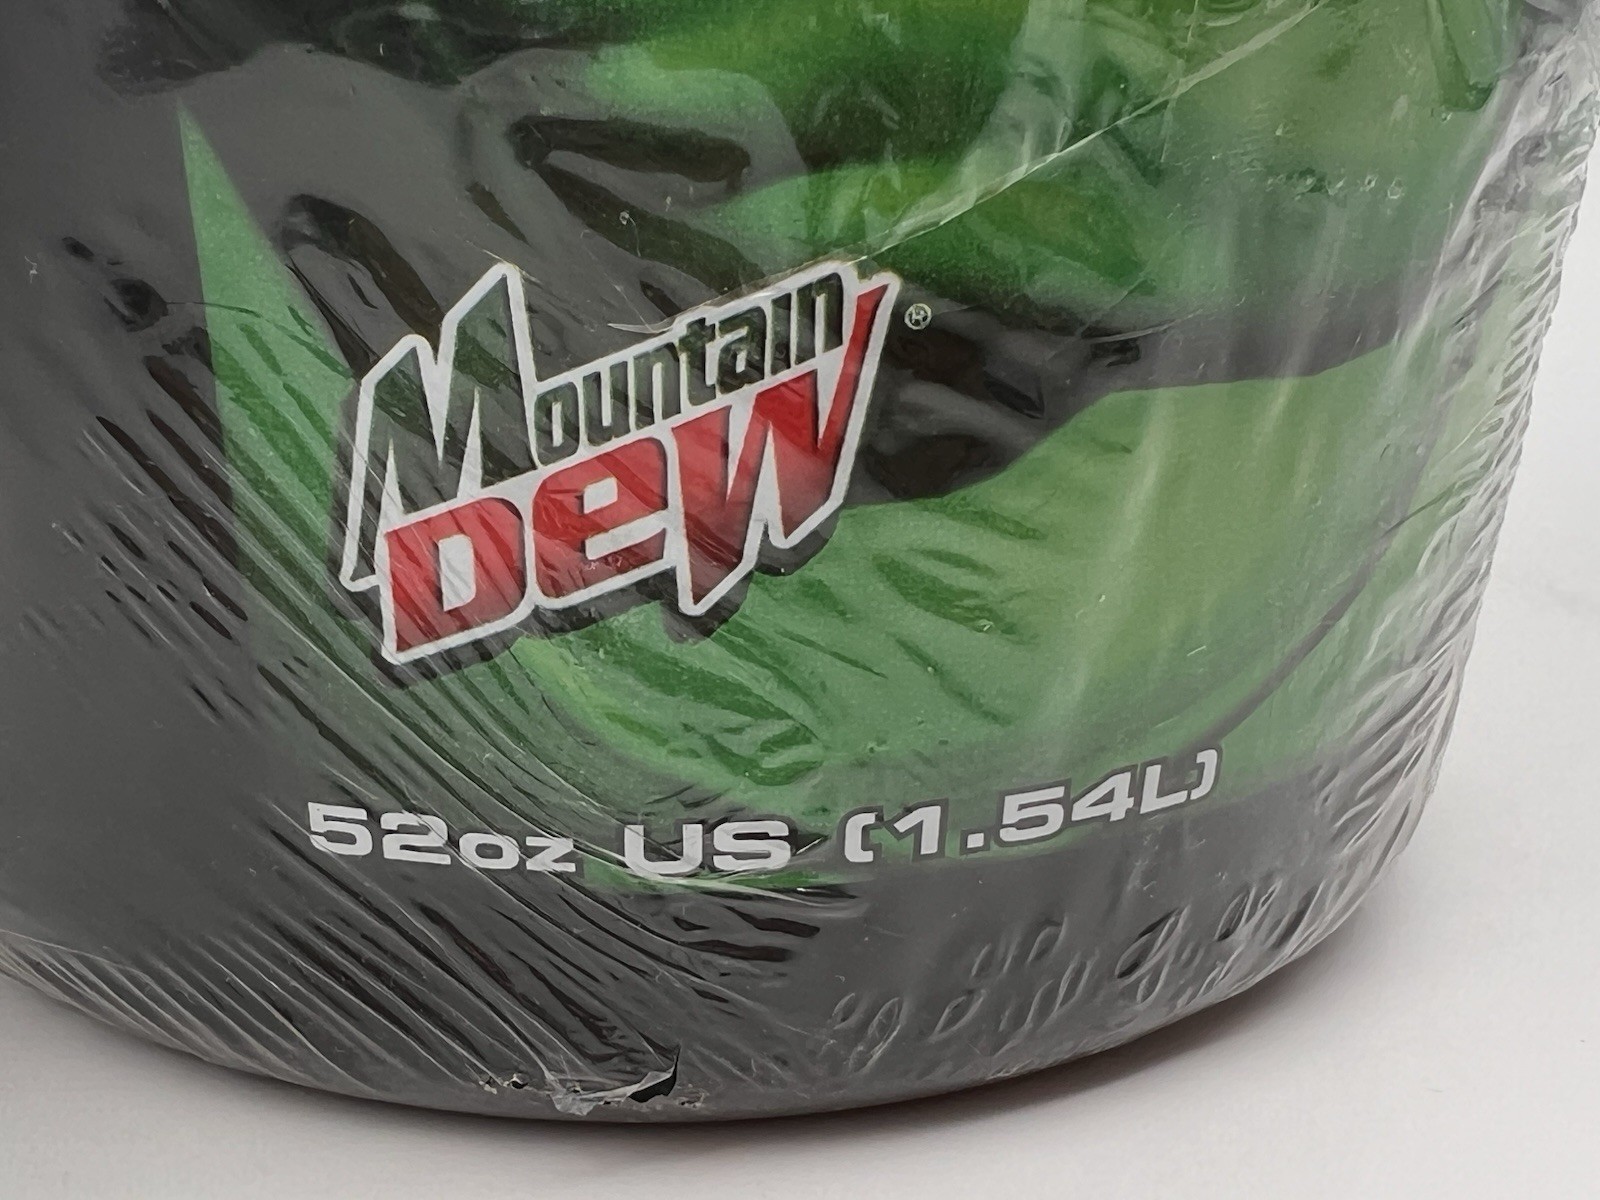 Mountain
Dew®
52oz US (1.54L)